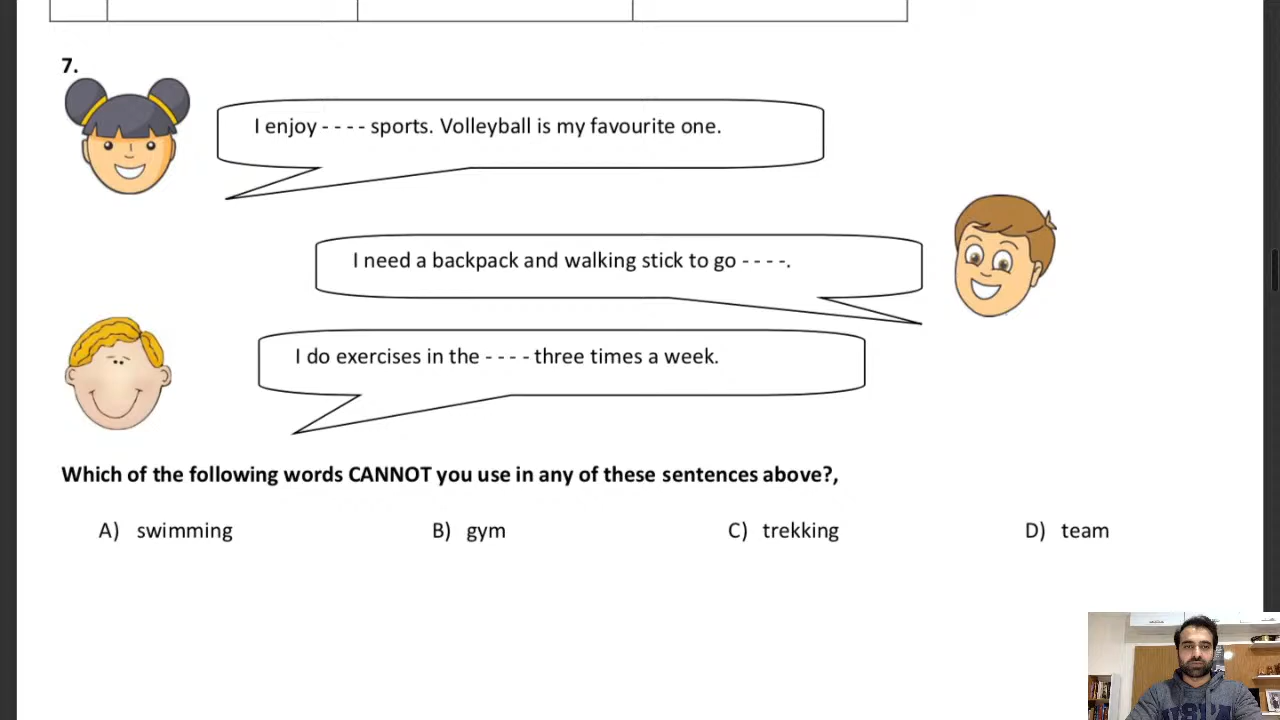 7.
I enjoy - - - - sports. Volleyball is my favourite one.
I need a backpack and walking stick to go - - - -.
I do exercises in the - - - - three times a week.
Which of the following words CANNOT you use in any of these sentences above?,
A) swimming B) gym C) trekking D) team